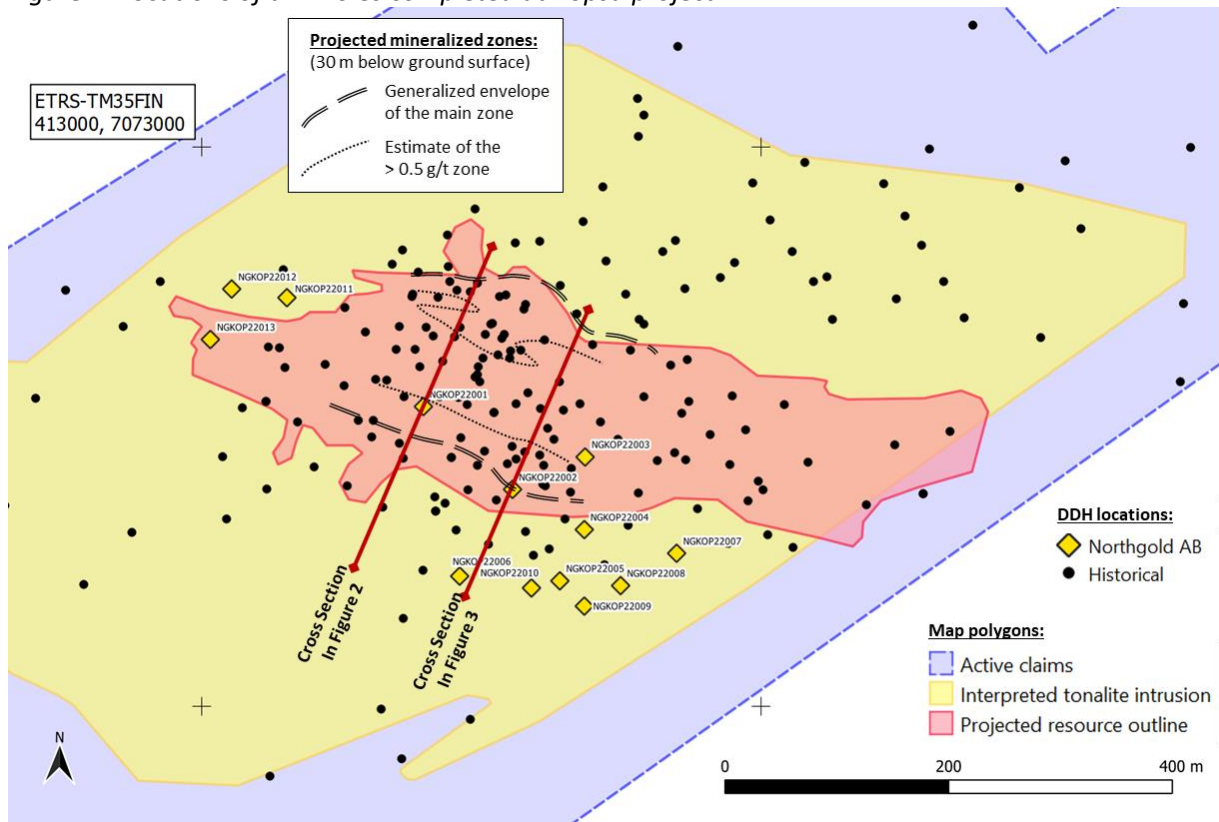 Projected mineralized zones:
(30 m below ground surface)
Generalized envelope
of the main zone
Estimate of the
> 0.5 g/t zone
ETRS-TM35FIN
413000, 7073000
NGKOP22012
NGKOP22011
NGKOP22013
NGKOP22001
NGKOP22003
NGKOP22002
NGKOP22004
NGKOP22007
NGKOP22006
NGKOP22010
NGKOP22005
NGKOP22008
NGKOP22009
Cross Section
In Figure 2
Cross Section
In Figure 3
DDH locations:
Northgold AB
Historical
Map polygons:
Active claims
Interpreted tonalite intrusion
Projected resource outline
N
0
200
400 m